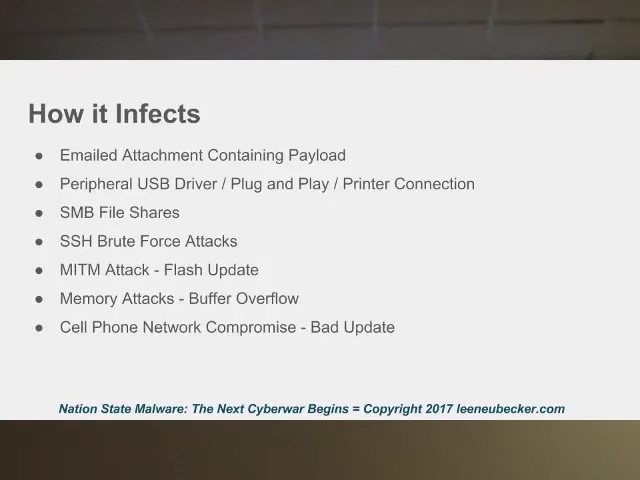 How it Infects
● Emailed Attachment Containing Payload
● Peripheral USB Driver / Plug and Play / Printer Connection
● SMB File Shares
● SSH Brute Force Attacks
● MITM Attack - Flash Update
● Memory Attacks - Buffer Overflow
● Cell Phone Network Compromise - Bad Update
Nation State Malware: The Next Cyberwar Begins = Copyright 2017 leeneubecker.com